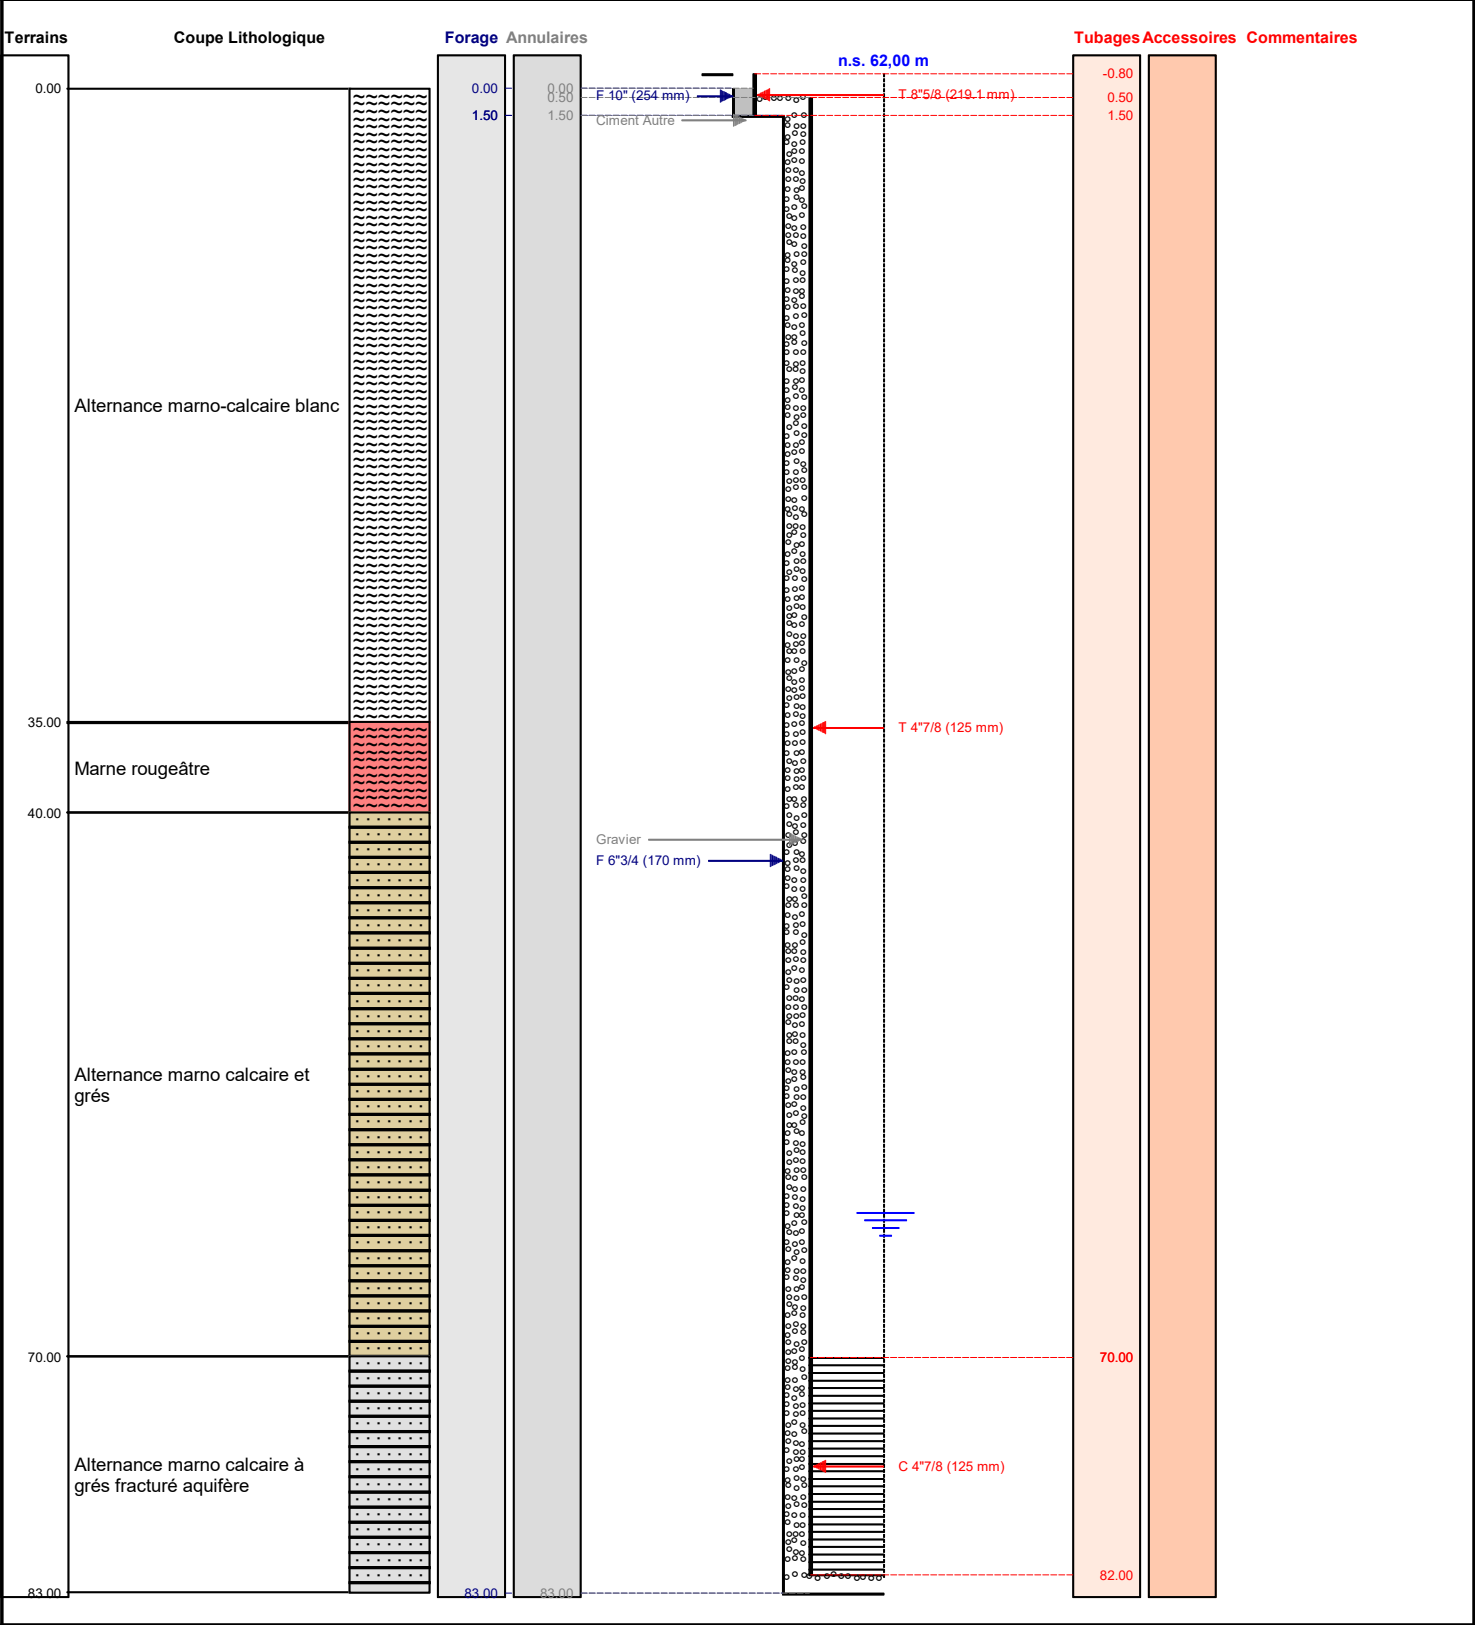 Terrains Coupe Lithologique Forage Annulaires Tubages Accessoires Commentaires
n.s. 62,00 m
-0.80
0.00 0.00 0.00
F 10" (254 mm) 0.50 T 8"5/8 (219.1 mm) 0.50
1.50 1.50 1.50
Ciment Autre
Alternance marno-calcaire blanc
35.00
T 4"7/8 (125 mm)
Marne rougeâtre
40.00
Gravier
F 6"3/4 (170 mm)
Alternance marno calcaire et
grés
70.00 70.00
Alternance marno calcaire à
grés fracturé aquifère
C 4"7/8 (125 mm)
82.00
83.00 83.00 83.00